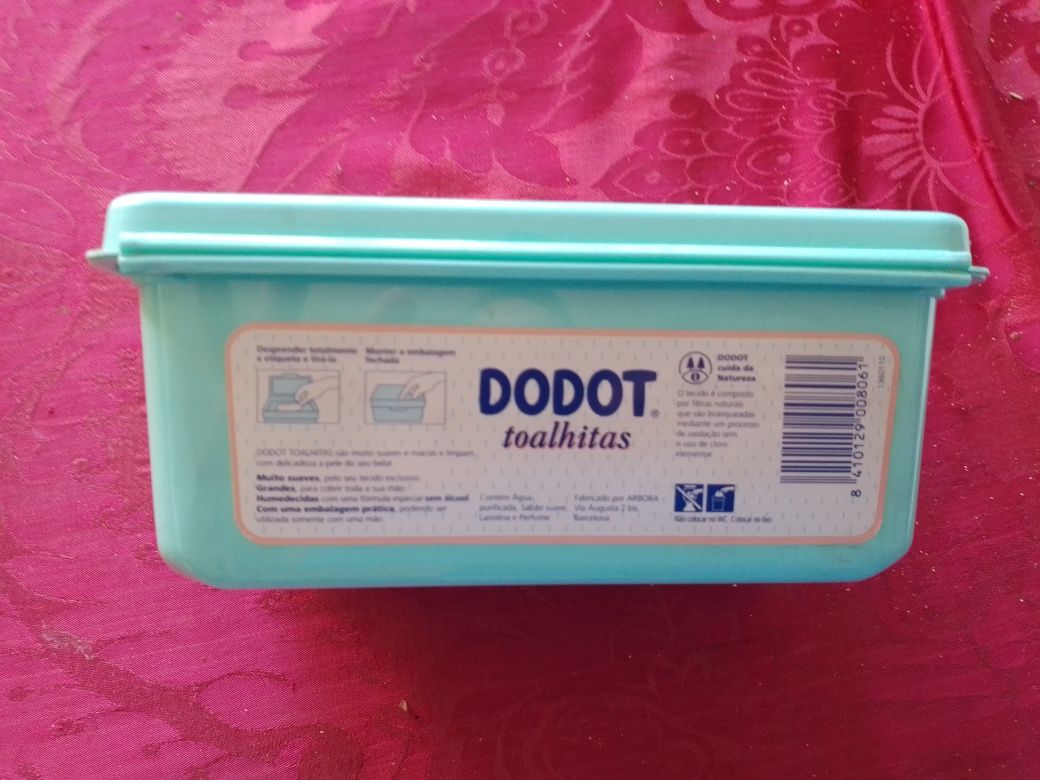 Desprender totalmente
a etiqueta e tirá-la
Manter a embalagem
fechada
DODOT TOALHITAS são muito suaves e macias e limpam
com delicadeza a pele do seu bebé.
Muito suaves, pelo seu tecido exclusivo.
Grandes, para cobrir toda a sua mão.
Humedecidas com uma fórmula especial sem álcool.
Com uma embalagem prática, podendo ser
utilizada somente com uma mão.
DODOT®
toalhitas
Contém Água
purificada, Sabão suave,
Lanolina e Perfume.
Fabricado por ARBORA
Vía Augusta 2 bis,
Barcelona
DODOT
cuida da
Natureza
O tecido é composto
por fibras naturais
que são branqueadas
mediante um processo
de oxidação sem
o uso de cloro
elementar.
Não colocar no WC. Colocar no lixo.
8 410129 008061
1360110